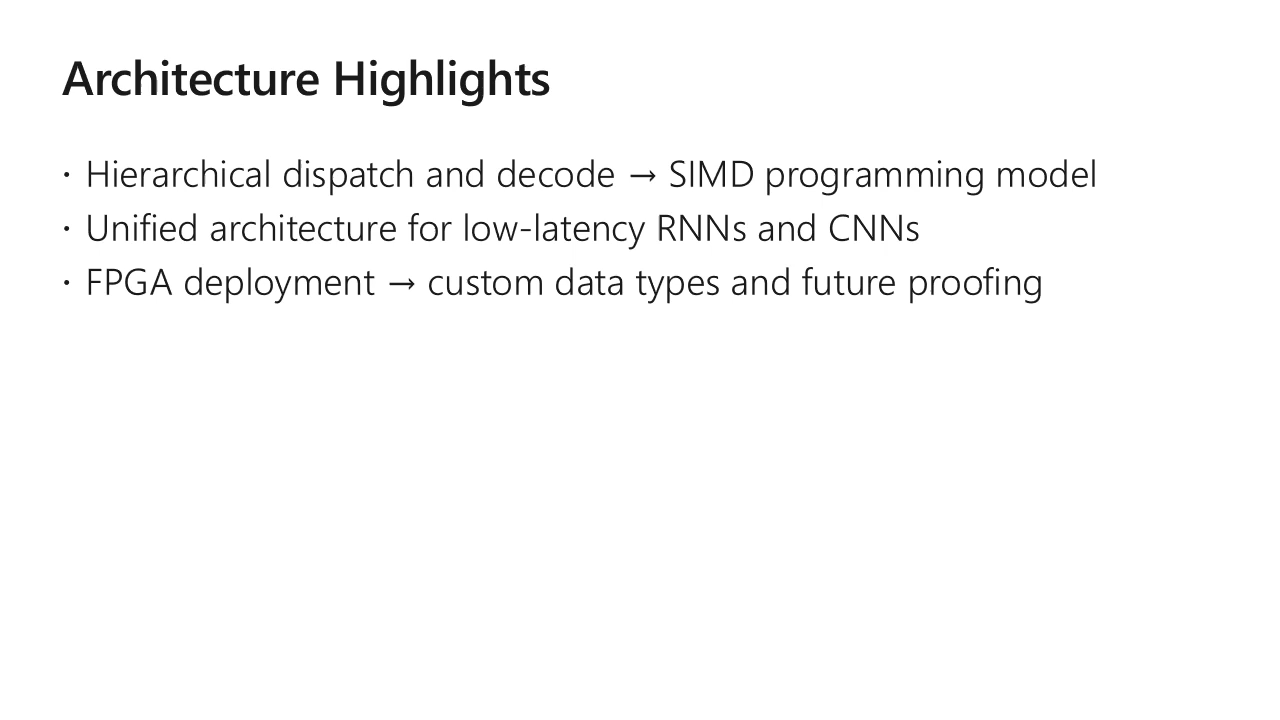 Architecture Highlights
· Hierarchical dispatch and decode → SIMD programming model
· Unified architecture for low-latency RNNs and CNNs
· FPGA deployment → custom data types and future proofing